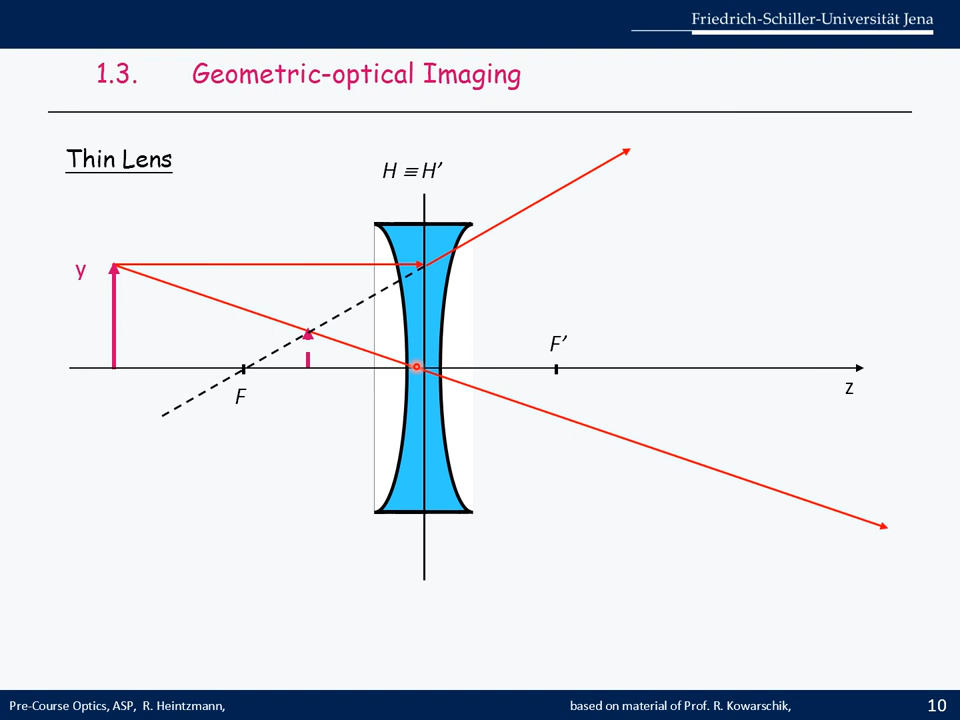 Friedrich-Schiller-Universität Jena
1.3. Geometric-optical Imaging
Thin Lens
H ≡ H’
y
F’
F
z
Pre-Course Optics, ASP, R. Heintzmann, based on material of Prof. R. Kowarschik, 10